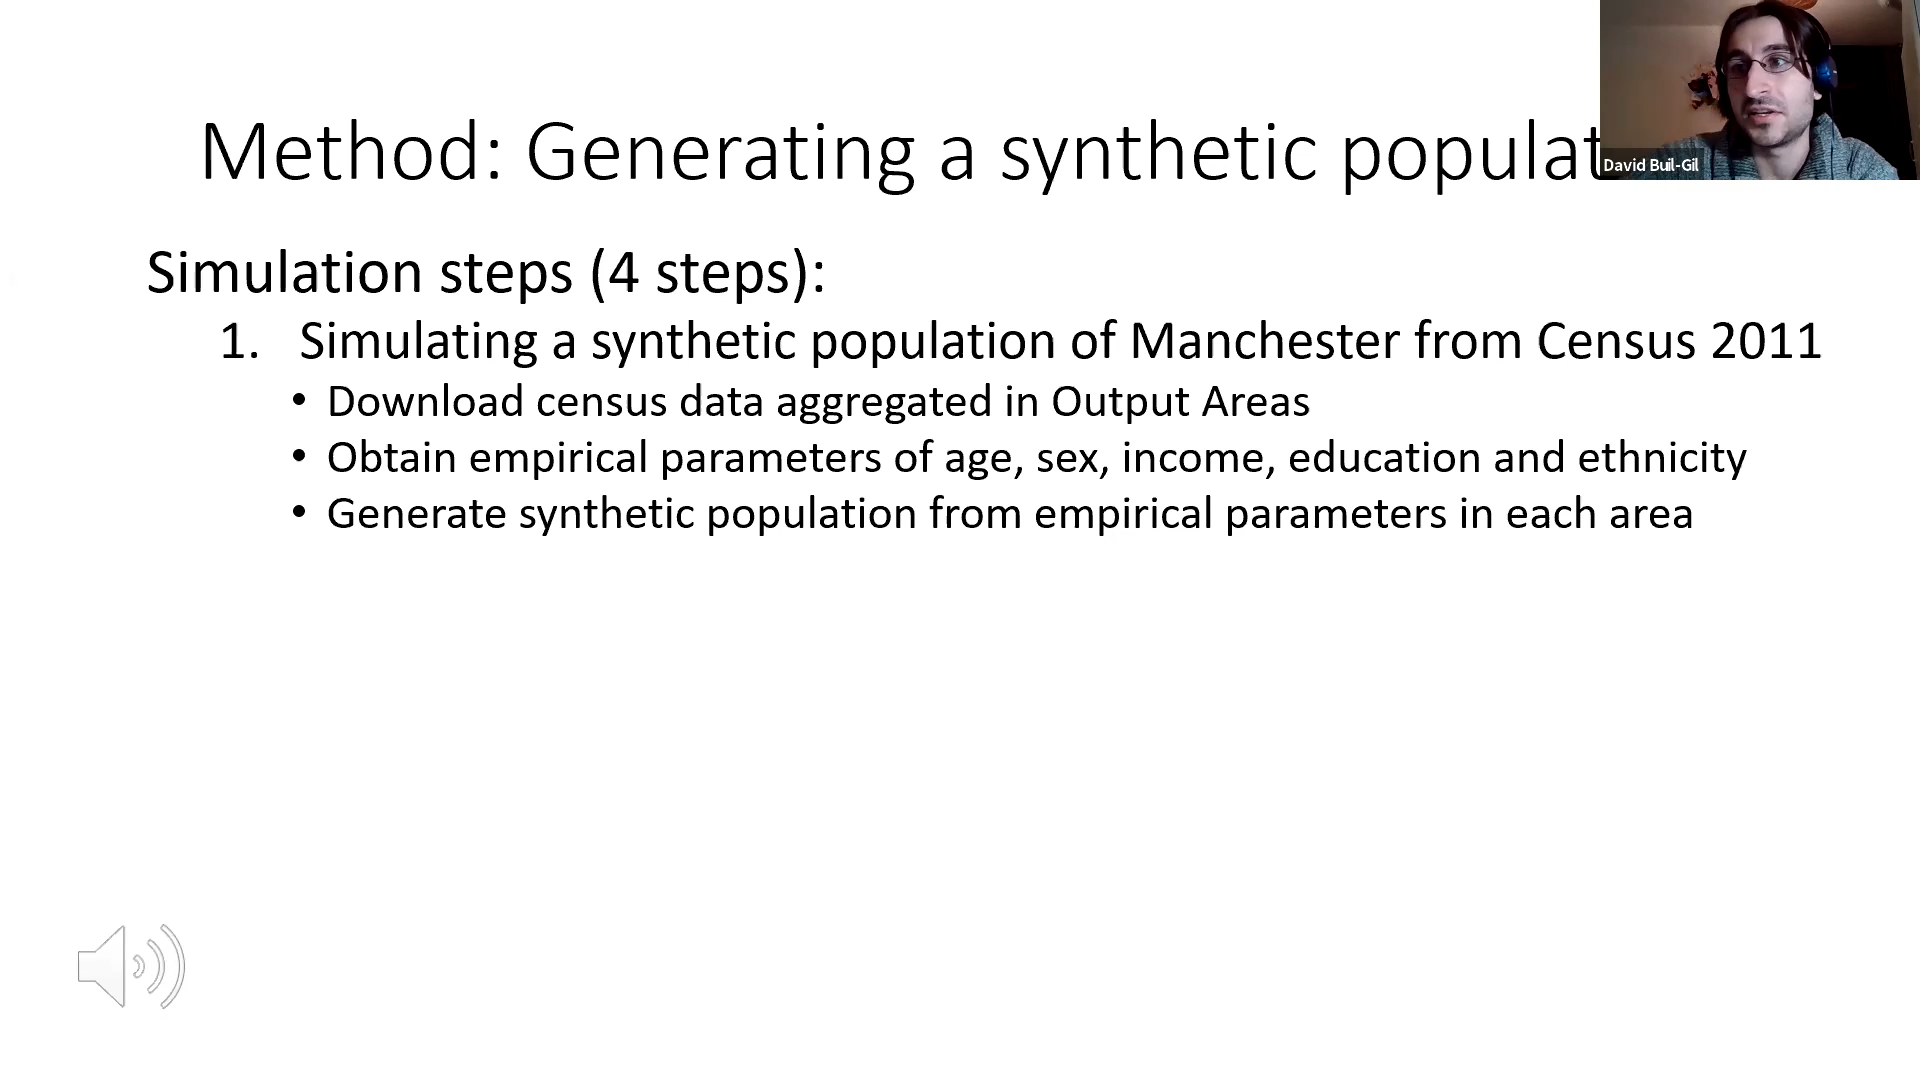 Method: Generating a synthetic populat
David Buil-Gil
Simulation steps (4 steps):
1. Simulating a synthetic population of Manchester from Census 2011
• Download census data aggregated in Output Areas
• Obtain empirical parameters of age, sex, income, education and ethnicity
• Generate synthetic population from empirical parameters in each area